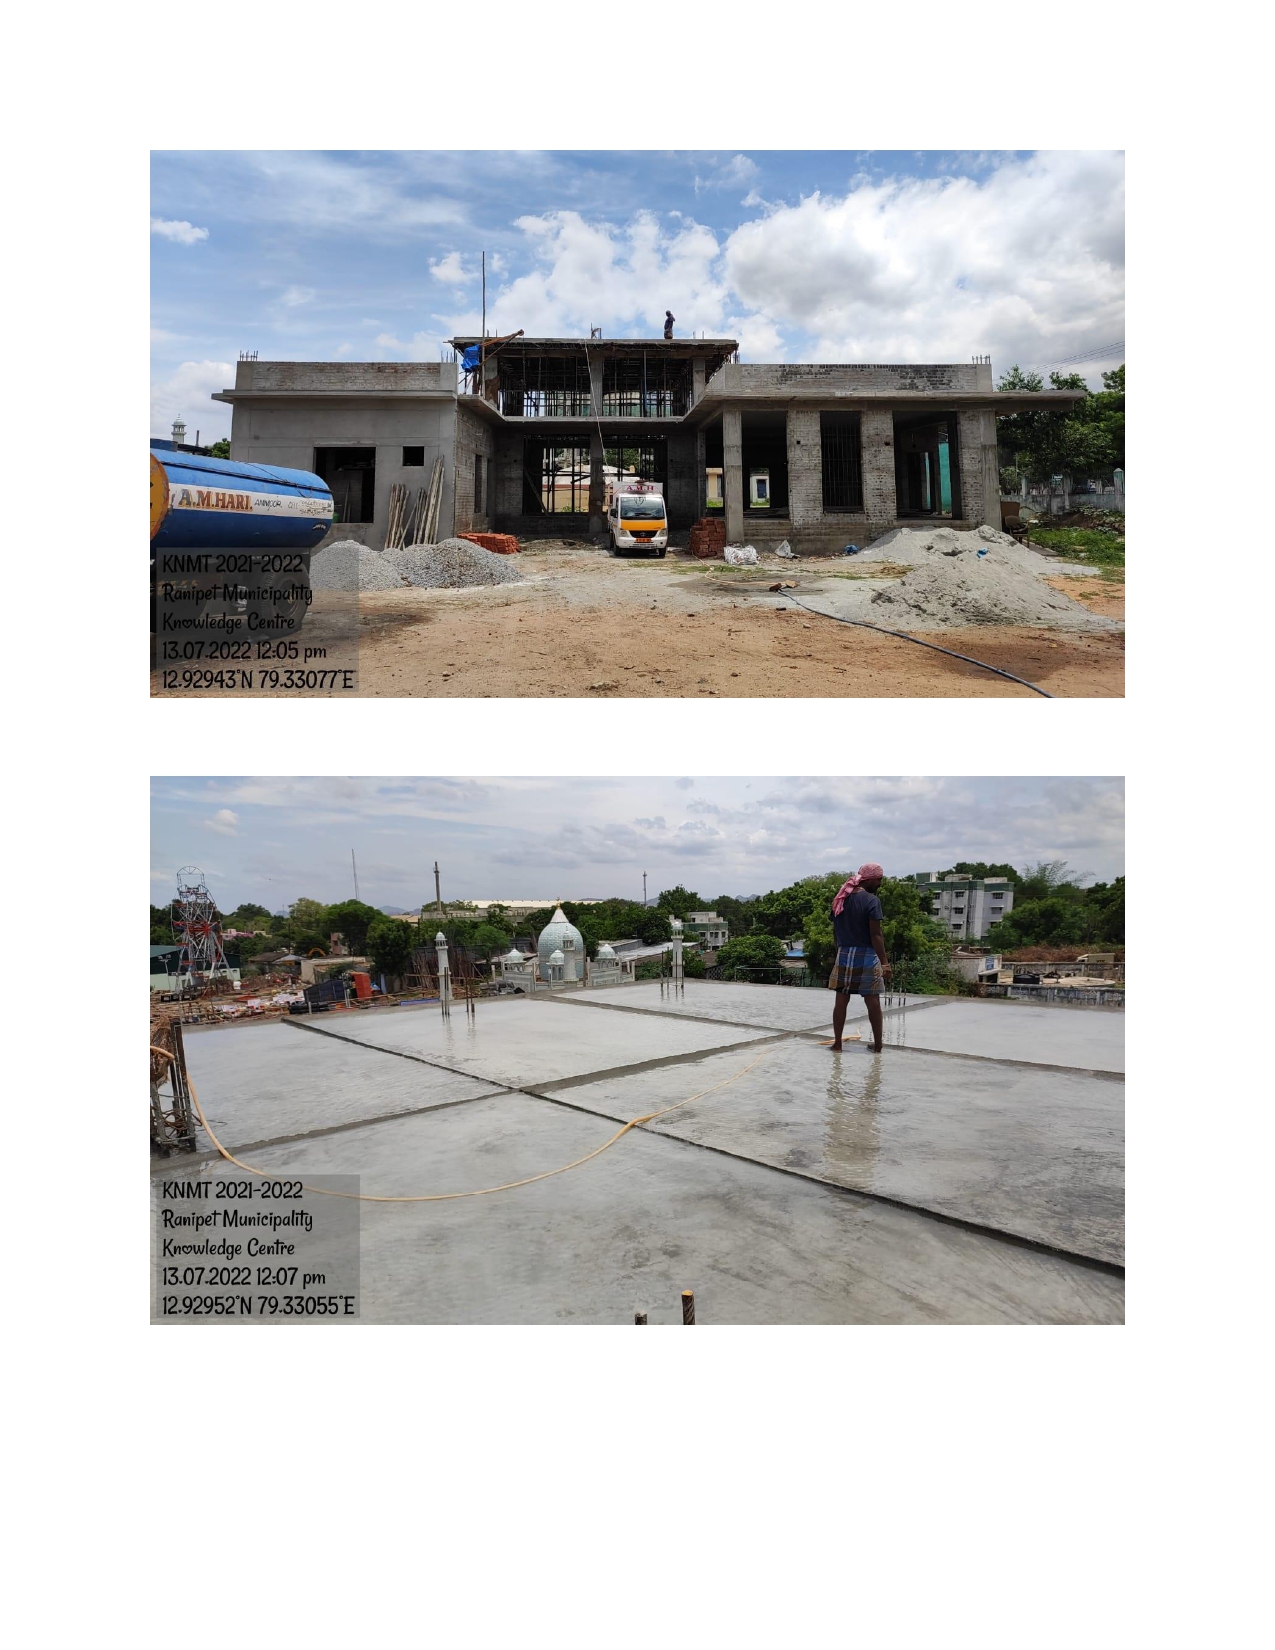 A.M.HARI. AMMOOR
A M H
KNMT 2021-2022
Ranipet Municipality
Knowledge Centre
13.07.2022 12:05 pm
12.92943°N 79.33077°E
KNMT 2021-2022
Ranipet Municipality
Knowledge Centre
13.07.2022 12:07 pm
12.92952°N 79.33055°E